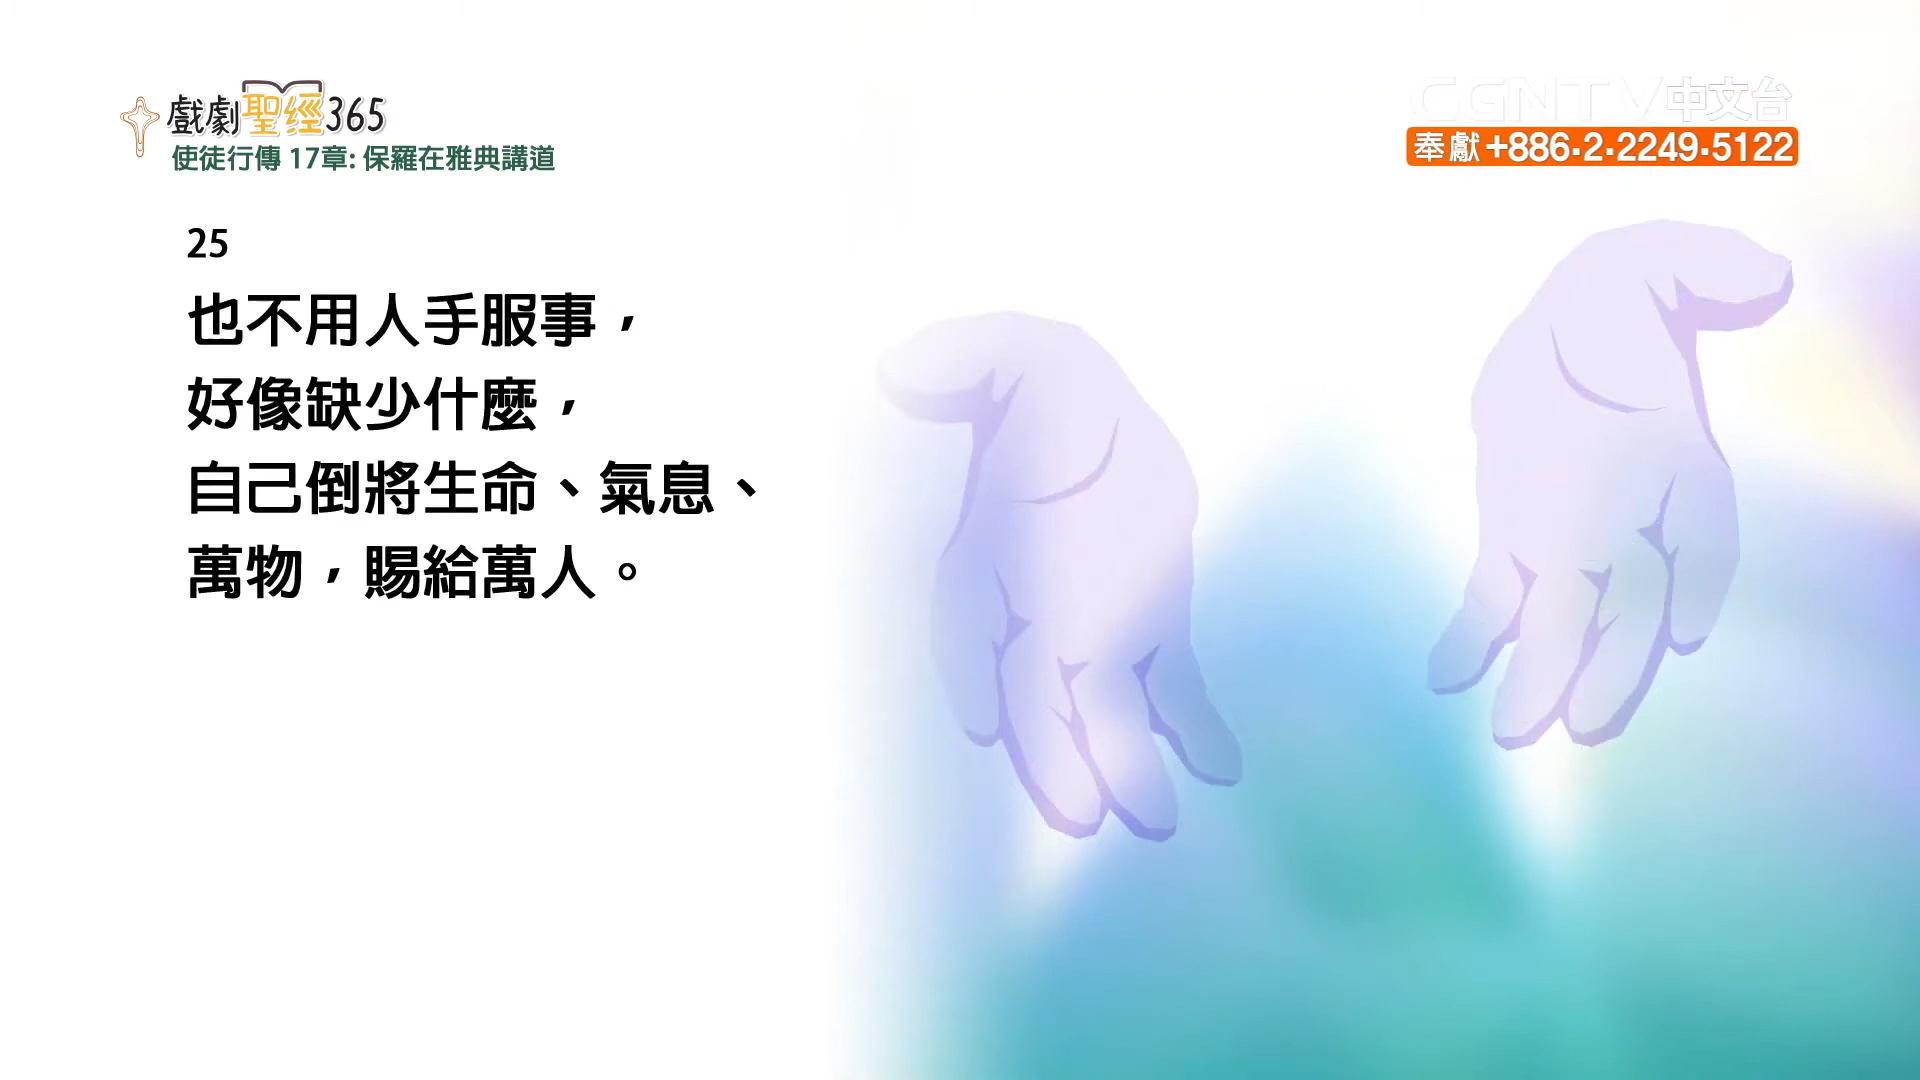 戲劇聖經365
使徒行傳 17章: 保羅在雅典講道
CGNTV中文台
奉獻 +886·2·2249·5122
25
也不用人手服事，
好像缺少什麼，
自己倒將生命、氣息、
萬物，賜給萬人。